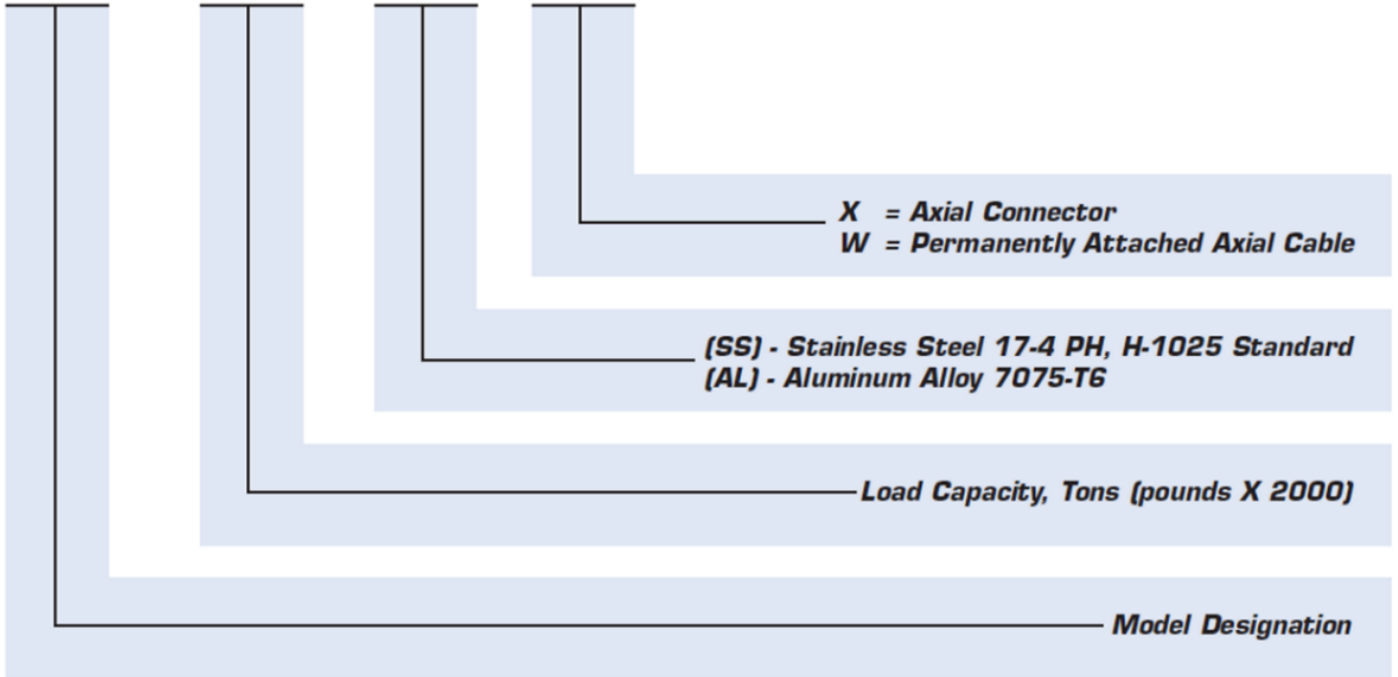 X = Axial Connector
W = Permanently Attached Axial Cable
(SS) - Stainless Steel 17-4 PH, H-1025 Standard
(AL) - Aluminum Alloy 7075-T6
Load Capacity, Tons (pounds X 2000)
Model Designation